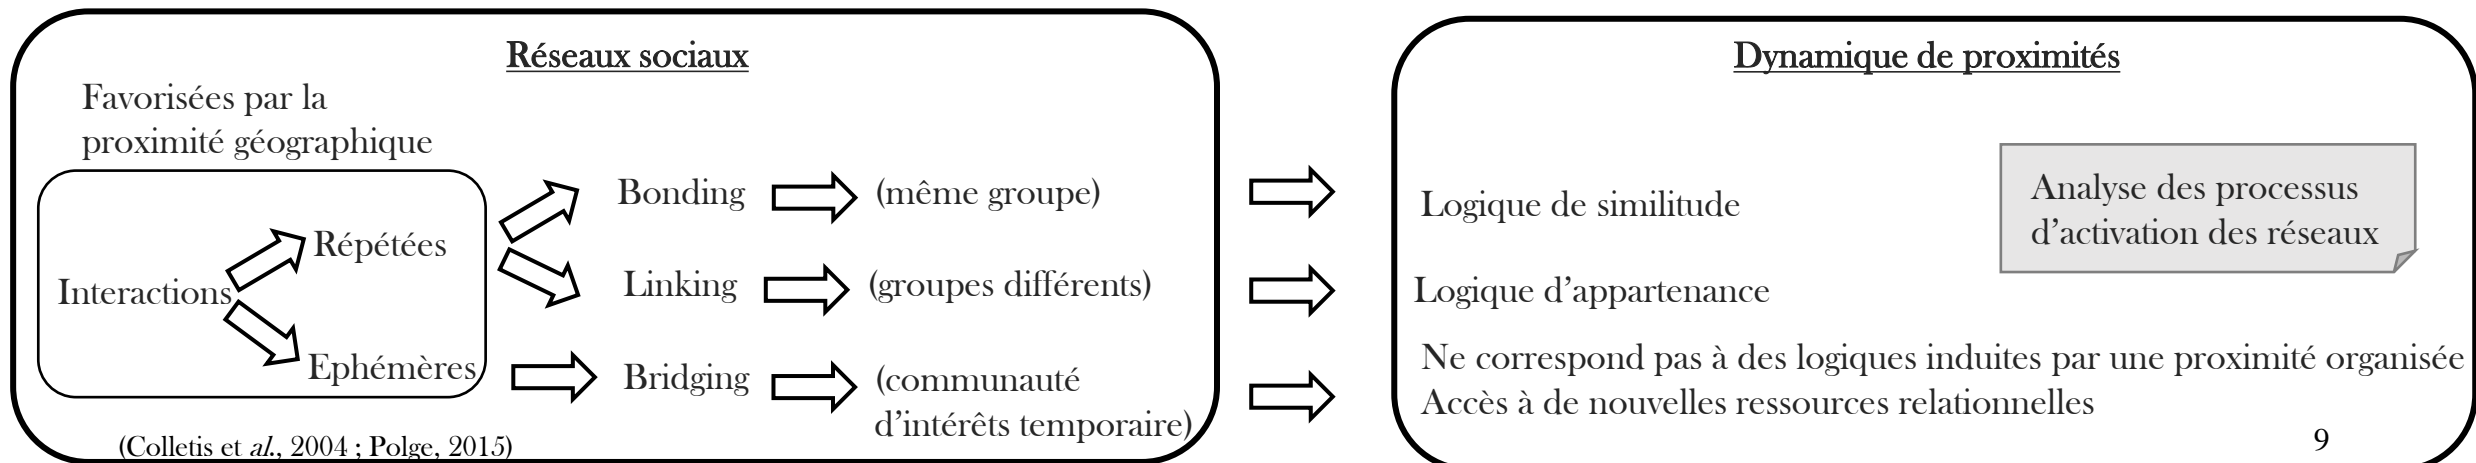 Réseaux sociaux
Favorisées par la
proximité géographique
Interactions
Répétées
Ephémères
Bonding
(même groupe)
Linking
(groupes différents)
Bridging
(communauté
d’intérêts temporaire)
(Colletis et al., 2004 ; Polge, 2015)
Dynamique de proximités
Logique de similitude
Logique d’appartenance
Ne correspond pas à des logiques induites par une proximité organisée
Accès à de nouvelles ressources relationnelles
Analyse des processus
d’activation des réseaux
9